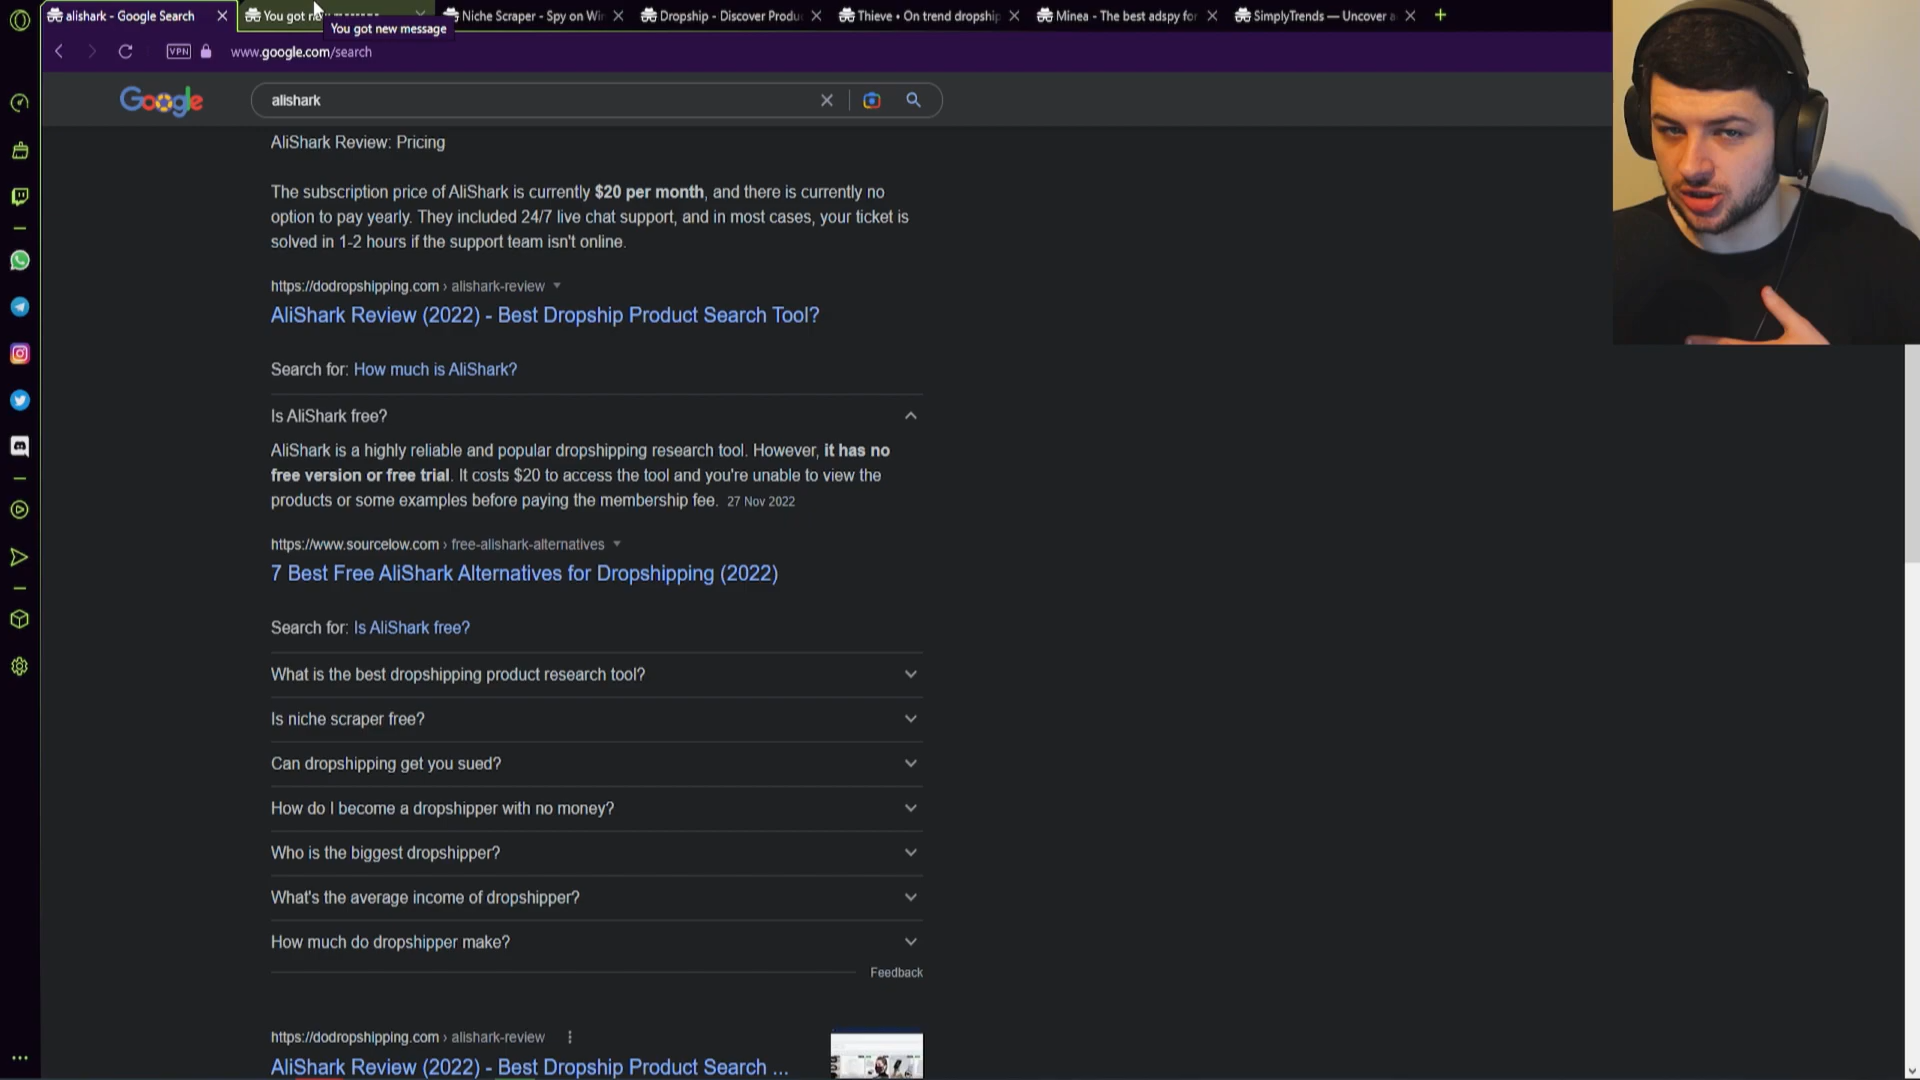 alishark - Google Search
You got new message
Niche Scraper - Spy on Wi
Dropship - Discover Produ
Thieve • On trend dropship
Minea - The best adspy for
SimplyTrends — Uncover a
You got new message
VPN
www.google.com/search
Google
alishark
AliShark Review: Pricing
The subscription price of AliShark is currently $20 per month, and there is currently no
option to pay yearly. They included 24/7 live chat support, and in most cases, your ticket is
solved in 1-2 hours if the support team isn't online.
https://dodropshipping.com › alishark-review
AliShark Review (2022) - Best Dropship Product Search Tool?
Search for: How much is AliShark?
Is AliShark free?
AliShark is a highly reliable and popular dropshipping research tool. However, it has no
free version or free trial. It costs $20 to access the tool and you're unable to view the
products or some examples before paying the membership fee. 27 Nov 2022
https://www.sourcelow.com › free-alishark-alternatives
7 Best Free AliShark Alternatives for Dropshipping (2022)
Search for: Is AliShark free?
What is the best dropshipping product research tool?
Is niche scraper free?
Can dropshipping get you sued?
How do I become a dropshipper with no money?
Who is the biggest dropshipper?
What's the average income of dropshipper?
How much do dropshipper make?
Feedback
https://dodropshipping.com › alishark-review
AliShark Review (2022) - Best Dropship Product Search ...